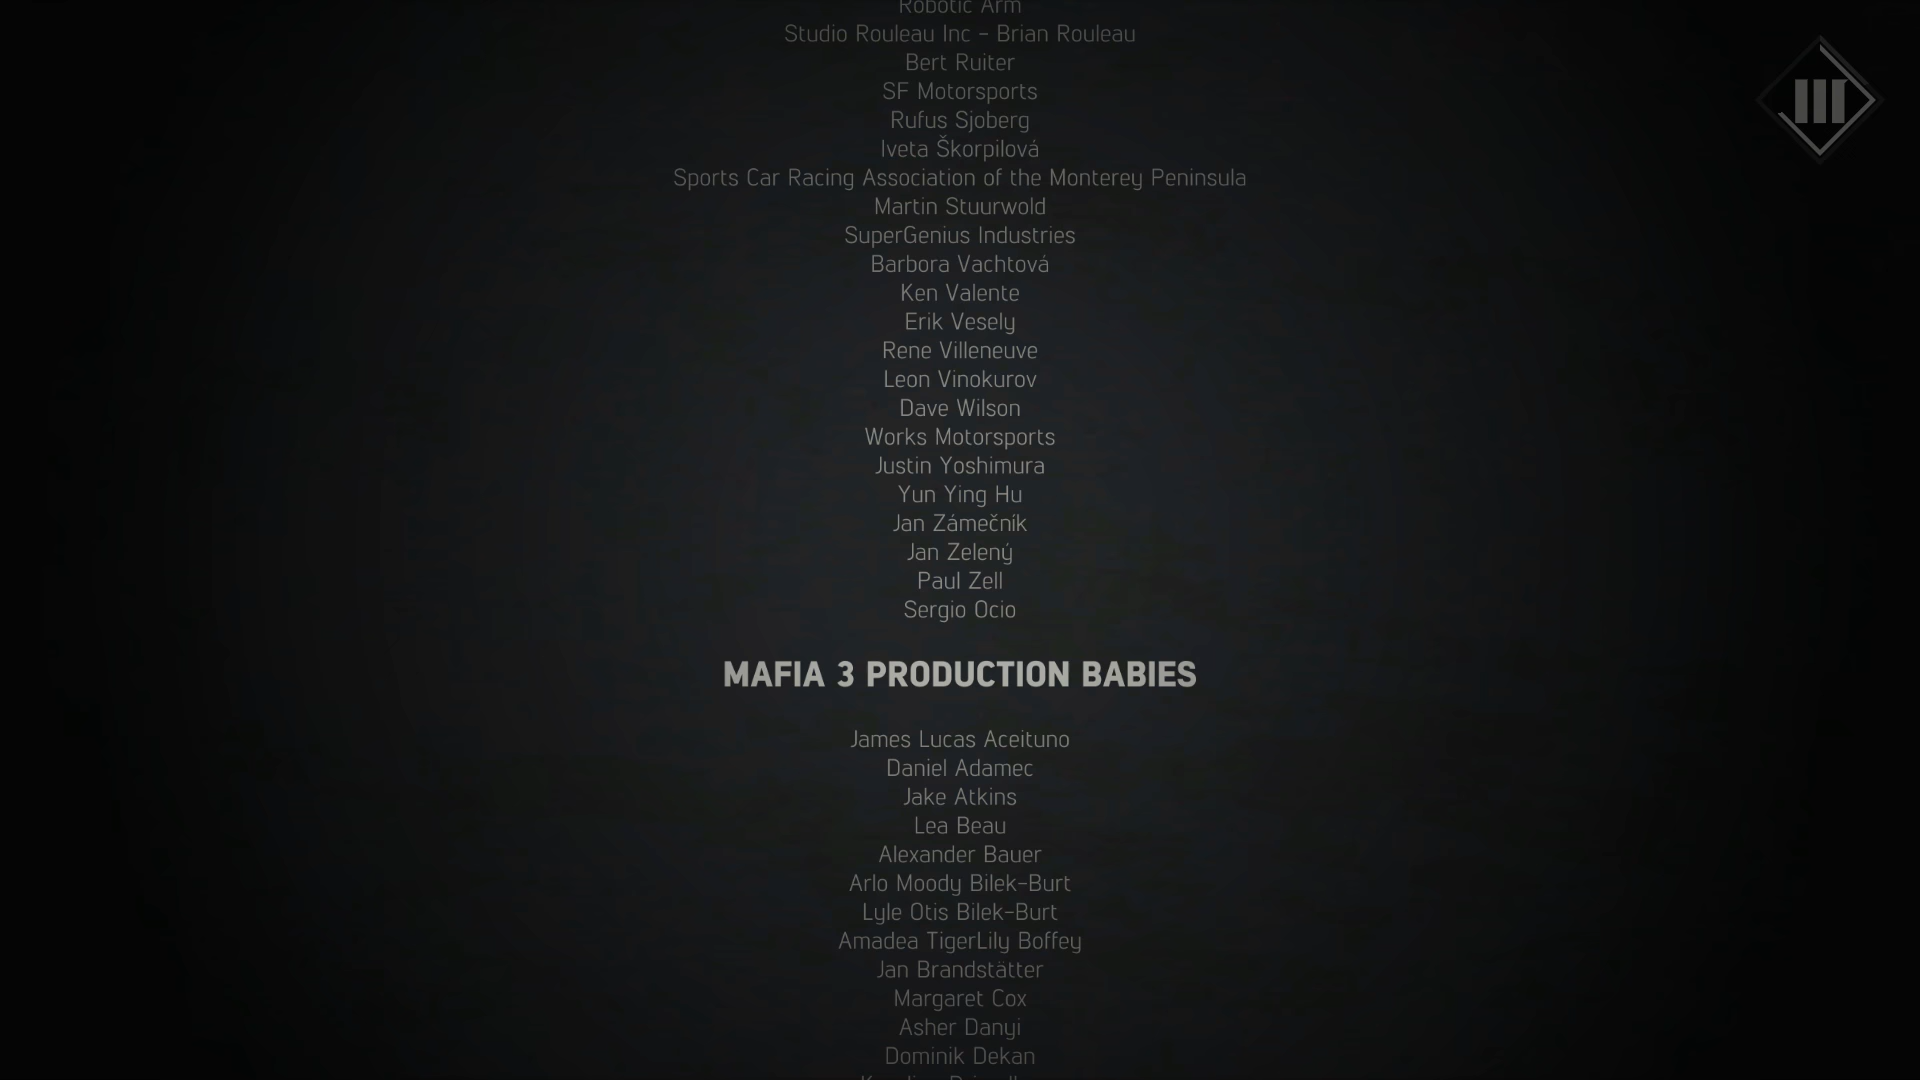 Robotic Arm
Studio Rouleau Inc - Brian Rouleau
Bert Ruiter
SF Motorsports
Rufus Sjoberg
Iveta Škorpilová
Sports Car Racing Association of the Monterey Peninsula
Martin Stuurwold
SuperGenius Industries
Barbora Vachtová
Ken Valente
Erik Vesely
Rene Villeneuve
Leon Vinokurov
Dave Wilson
Works Motorsports
Justin Yoshimura
Yun Ying Hu
Jan Zámečník
Jan Zelený
Paul Zell
Sergio Ocio
MAFIA 3 PRODUCTION BABIES
James Lucas Aceituno
Daniel Adamec
Jake Atkins
Lea Beau
Alexander Bauer
Arlo Moody Bilek-Burt
Lyle Otis Bilek-Burt
Amadea TigerLily Boffey
Jan Brandstätter
Margaret Cox
Asher Danyi
Dominik Dekan